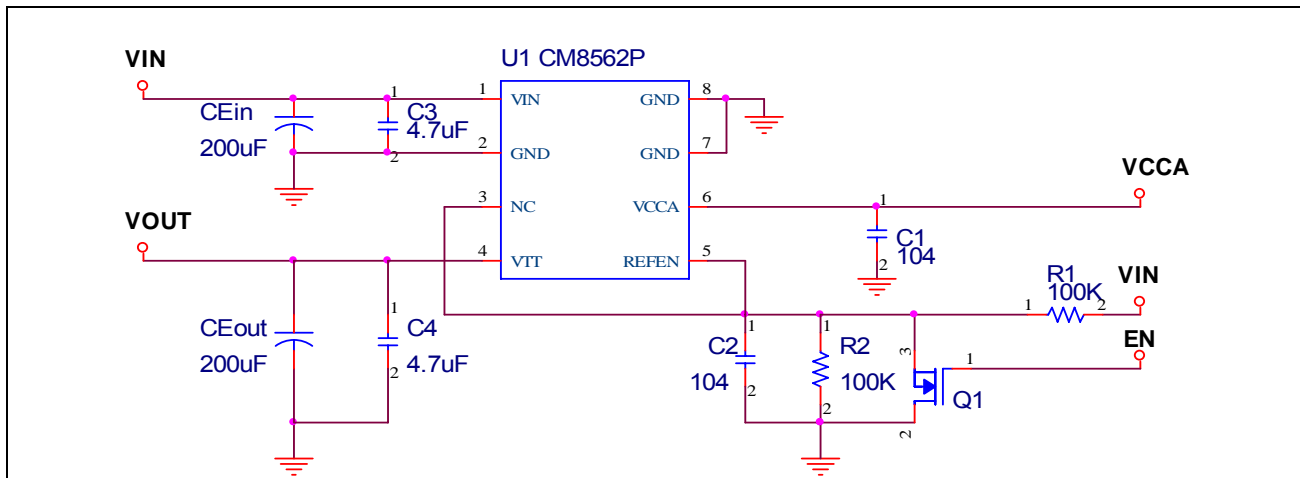 U1 CM8562P
VIN
1
CEin
200uF
C3
4.7uF
2
1
VIN
GND
8
2
GND
GND
7
3
NC
VCCA
6
4
VTT
REFEN
5
VCCA
1
C1
104
2
VOUT
CEout
200uF
1
C4
4.7uF
2
R1
100K
1
2
VIN
EN
1
C2
104
2
1
R2
100K
2
3
1
Q1
2